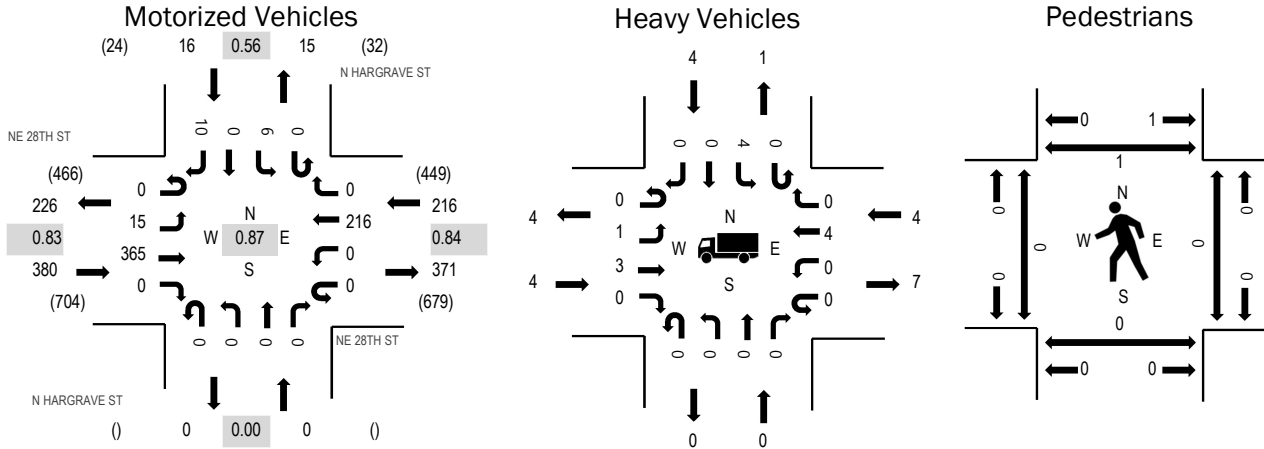 Motorized Vehicles
Heavy Vehicles
Pedestrians
(24) 16 0.56 15 (32)
N HARGRAVE ST
NE 28TH ST
10 0 6 0
(466) 0 0 (449)
226 15 N 216 216
0.83 365 W 0.87 E 0 0.84
380 0 S 0 371
(704) (679)
0 0 0 0
NE 28TH ST
N HARGRAVE ST
() 0 0.00 0 ()
4 1
0 0 4 0
0 0
4 1 N 4 4
W E
4 3 S 0 7
0 0
0 0 0 0
0 0
0 1
1
0 N 0
W E
0 0
0 S 0
0
0 0